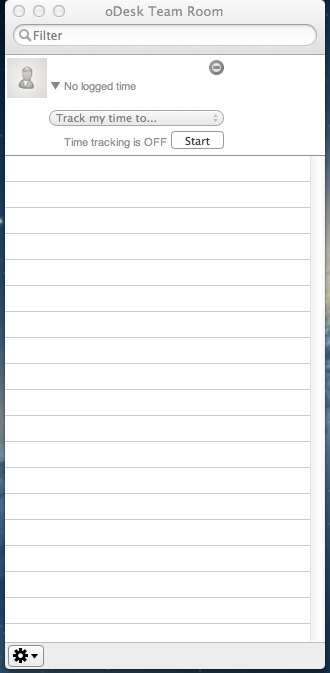 oDesk Team Room
Filter
No logged time
Track my time to...
Time tracking is OFF Start